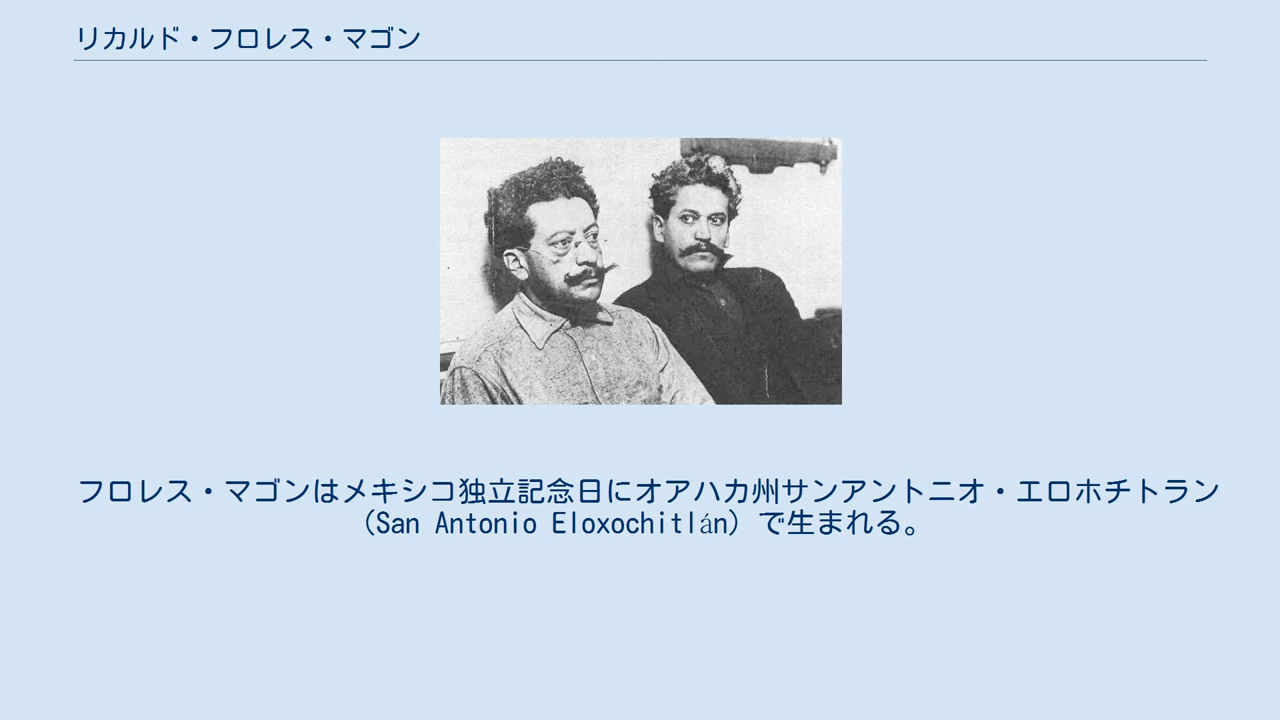 リカルド・フロレス・マゴン
フロレス・マゴンはメキシコ独立記念日にオアハカ州サンアントニオ・エロホチトラン
（San Antonio Eloxochitlán）で生まれる。